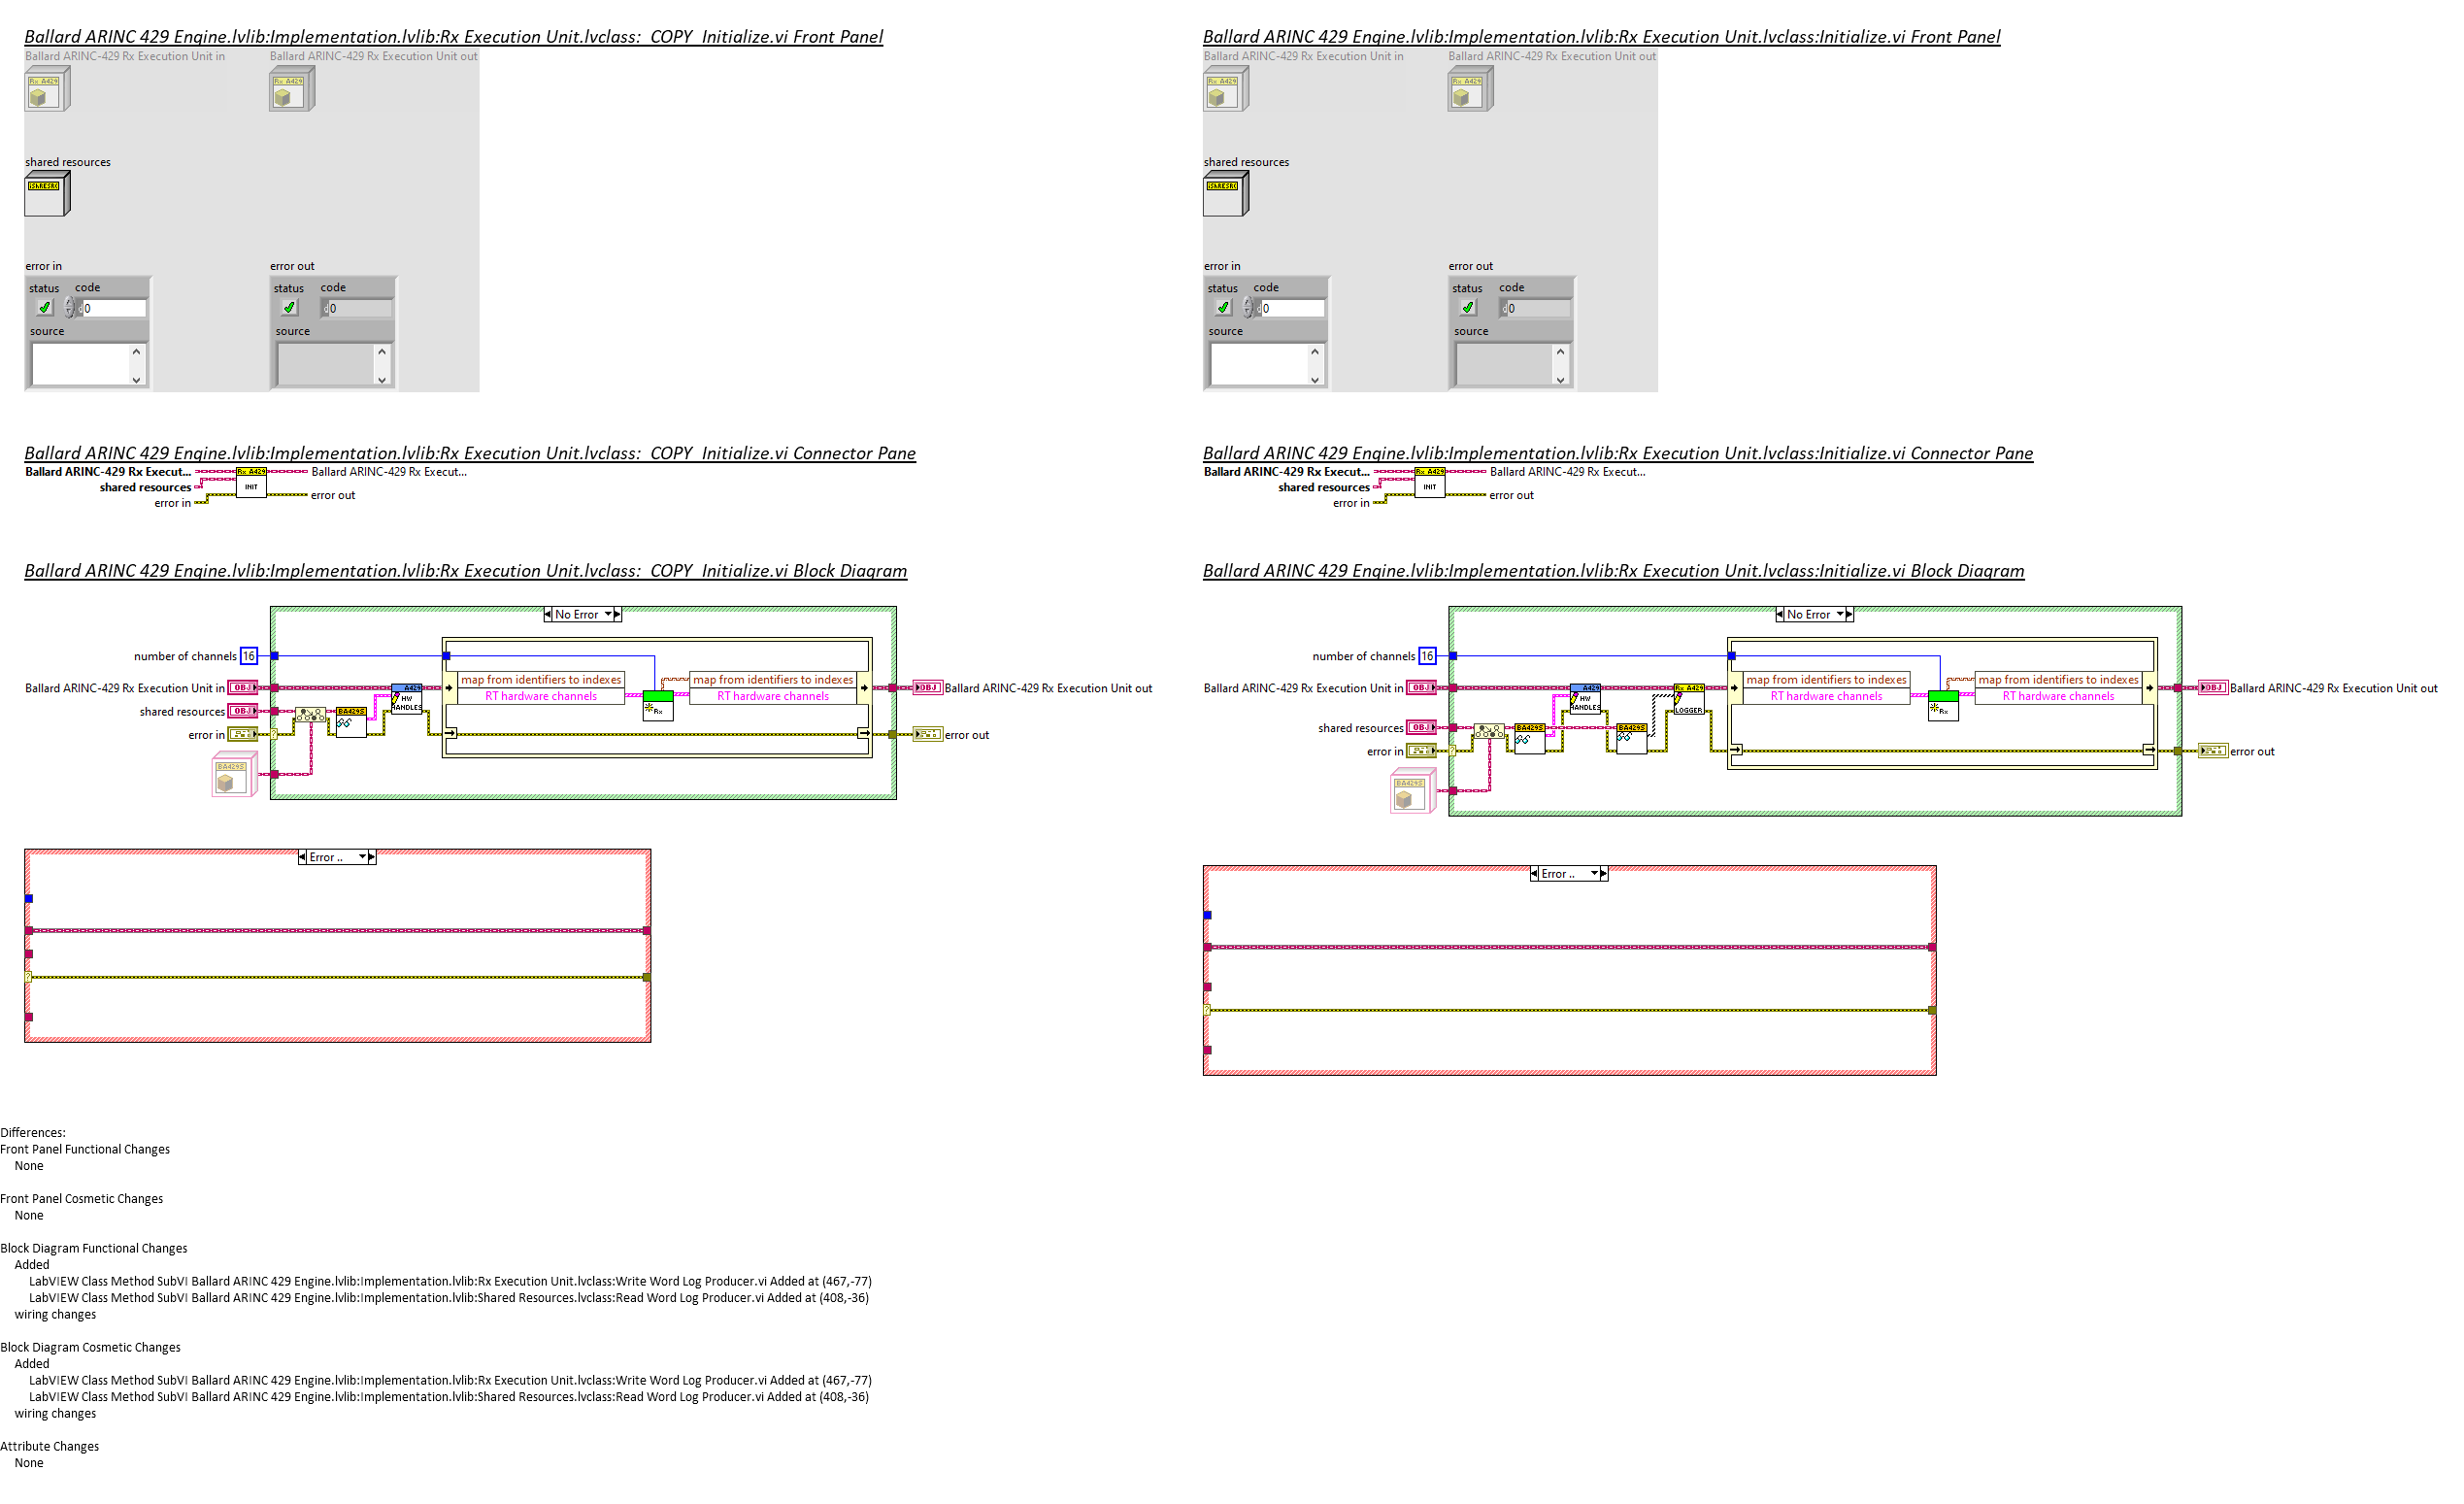 Ballard ARINC 429 Engine.lvlib:Implementation.lvlib:Rx Execution Unit.lvclass:_COPY_Initialize.vi Front Panel
Ballard ARINC-429 Rx Execution Unit in
Ballard ARINC-429 Rx Execution Unit out
Rx A429
Rx A429
shared resources
error in
error out
status
code
status
code
0
0
source
source
Ballard ARINC 429 Engine.lvlib:Implementation.lvlib:Rx Execution Unit.lvclass:_COPY_Initialize.vi Connector Pane
Ballard ARINC-429 Rx Execut...
Rx A429
Ballard ARINC-429 Rx Execut...
shared resources
INIT
error in
error out
Ballard ARINC 429 Engine.lvlib:Implementation.lvlib:Rx Execution Unit.lvclass:_COPY_Initialize.vi Block Diagram
No Error
number of channels
16
Ballard ARINC-429 Rx Execution Unit in
OBJ
A429
HW
HANDLES
map from identifiers to indexes
RT hardware channels
Rx
map from identifiers to indexes
RT hardware channels
OBJ
Ballard ARINC-429 Rx Execution Unit out
shared resources
OBJ
BA429S
error in
error out
BA429S
Error ..
Ballard ARINC 429 Engine.lvlib:Implementation.lvlib:Rx Execution Unit.lvclass:Initialize.vi Front Panel
Ballard ARINC-429 Rx Execution Unit in
Ballard ARINC-429 Rx Execution Unit out
Rx A429
Rx A429
shared resources
error in
error out
status
code
status
code
0
0
source
source
Ballard ARINC 429 Engine.lvlib:Implementation.lvlib:Rx Execution Unit.lvclass:Initialize.vi Connector Pane
Ballard ARINC-429 Rx Execut...
Rx A429
Ballard ARINC-429 Rx Execut...
shared resources
INIT
error in
error out
Ballard ARINC 429 Engine.lvlib:Implementation.lvlib:Rx Execution Unit.lvclass:Initialize.vi Block Diagram
No Error
number of channels
16
Ballard ARINC-429 Rx Execution Unit in
OBJ
A429
HW
HANDLES
Rx A429
LOGGER
map from identifiers to indexes
RT hardware channels
Rx
map from identifiers to indexes
RT hardware channels
OBJ
Ballard ARINC-429 Rx Execution Unit out
shared resources
OBJ
BA429S
BA429S
error in
error out
BA429S
Error ..
Differences:
Front Panel Functional Changes
None
Front Panel Cosmetic Changes
None
Block Diagram Functional Changes
Added
LabVIEW Class Method SubVI Ballard ARINC 429 Engine.lvlib:Implementation.lvlib:Rx Execution Unit.lvclass:Write Word Log Producer.vi Added at (467,-77)
LabVIEW Class Method SubVI Ballard ARINC 429 Engine.lvlib:Implementation.lvlib:Shared Resources.lvclass:Read Word Log Producer.vi Added at (408,-36)
wiring changes
Block Diagram Cosmetic Changes
Added
LabVIEW Class Method SubVI Ballard ARINC 429 Engine.lvlib:Implementation.lvlib:Rx Execution Unit.lvclass:Write Word Log Producer.vi Added at (467,-77)
LabVIEW Class Method SubVI Ballard ARINC 429 Engine.lvlib:Implementation.lvlib:Shared Resources.lvclass:Read Word Log Producer.vi Added at (408,-36)
wiring changes
Attribute Changes
None